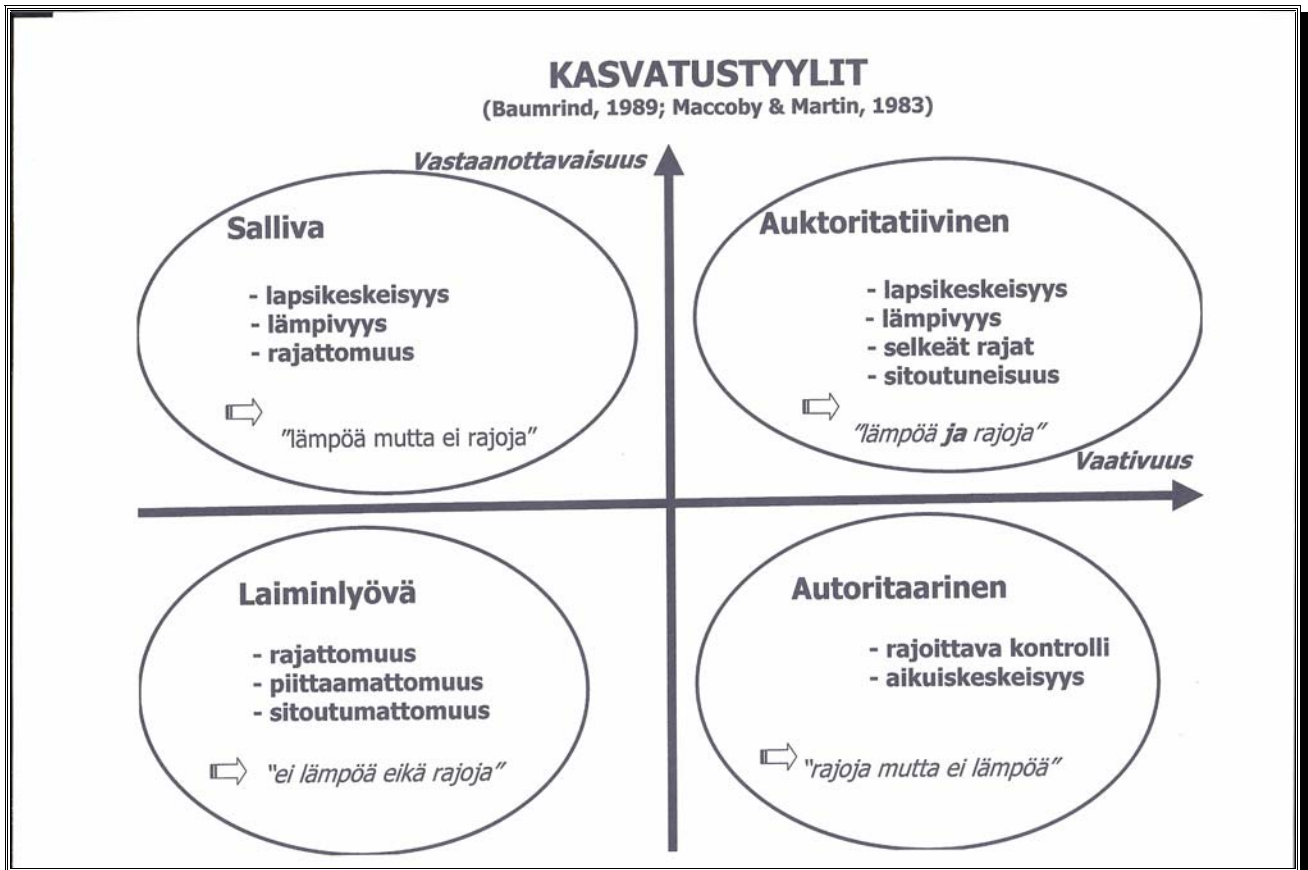 KASVATUSTYYLIT
(Baumrind, 1989; Maccoby & Martin, 1983)
Vastaanottavaisuus
Salliva
- lapsikeskeisyys
- lämpivyys
- rajattomuus
"lämpöä mutta ei rajoja"
Auktoritatiivinen
- lapsikeskeisyys
- lämpivyys
- selkeät rajat
- sitoutuneisuus
"lämpöä ja rajoja"
Vaativuus
Laiminlyövä
- rajattomuus
- piittaamattomuus
- sitoutumattomuus
"ei lämpöä eikä rajoja"
Autoritaarinen
- rajoittava kontrolli
- aikuiskeskeisyys
"rajoja mutta ei lämpöä"